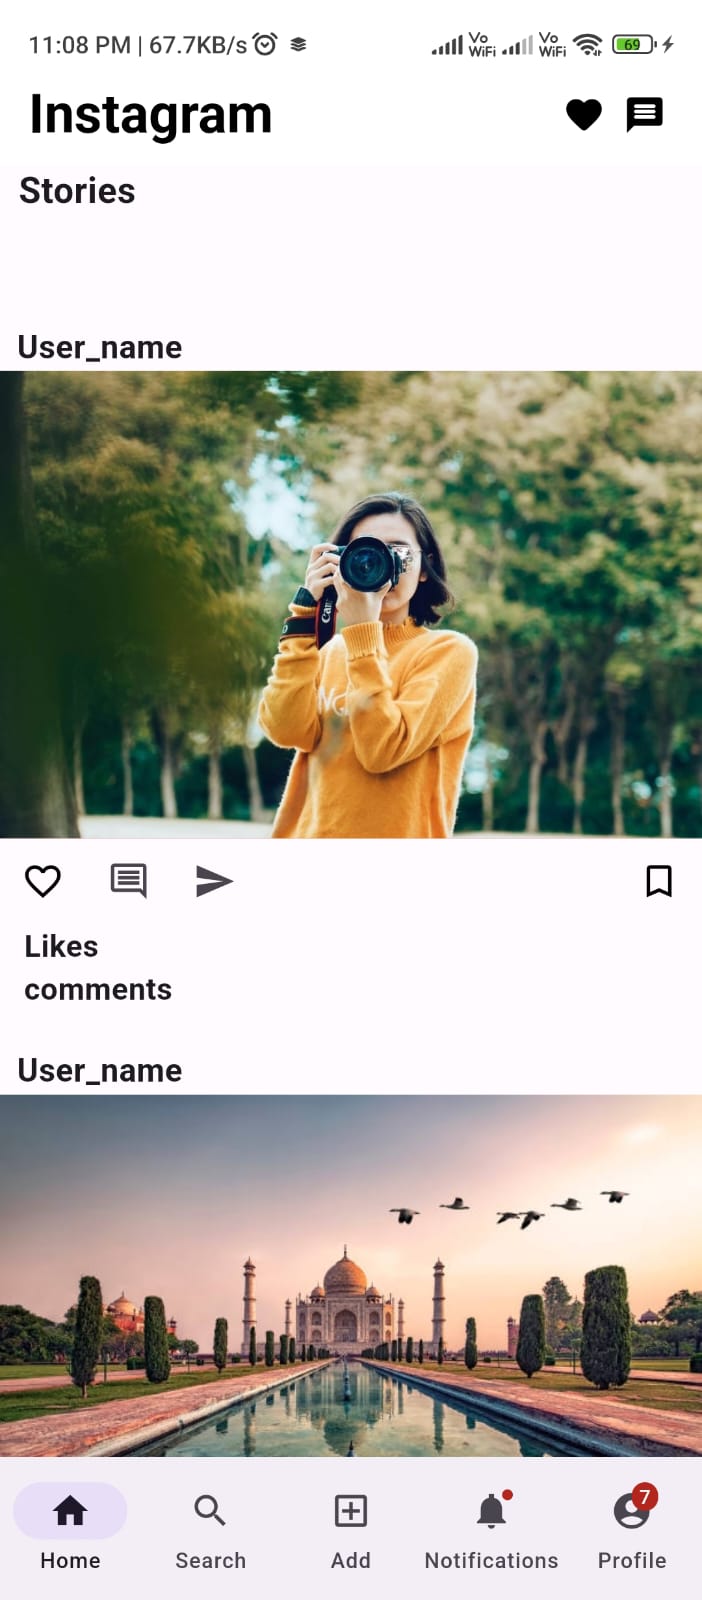 11:08 PM | 67.7KB/s Vo WiFi Vo WiFi 69
Instagram
Stories
User_name
Can
Likes
comments
User_name
7
Home Search Add Notifications Profile